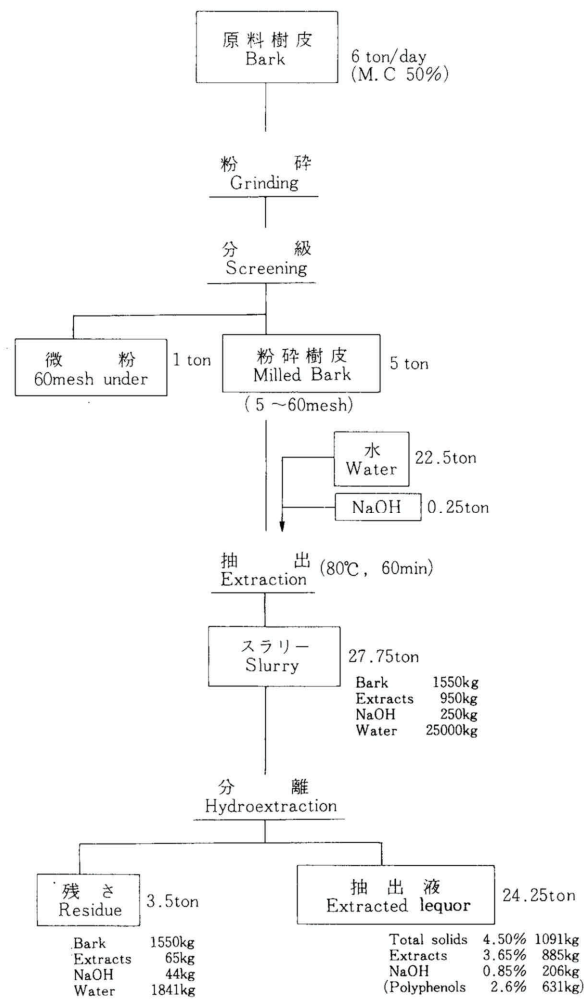 原料樹皮
Bark
6 ton/day
(M.C 50%)
粉 砕
Grinding
分 級
Screening
微 粉
60mesh under
1 ton
粉砕樹皮
Milled Bark
5 ton
(5~60mesh)
水
Water
22.5ton
NaOH
0.25ton
抽 出
Extraction
(80℃, 60min)
スラリー
Slurry
27.75ton
Bark 1550kg
Extracts 950kg
NaOH 250kg
Water 25000kg
分 離
Hydroextraction
残 さ
Residue
3.5ton
Bark 1550kg
Extracts 65kg
NaOH 44kg
Water 1841kg
抽 出 液
Extracted lequor
24.25ton
Total solids 4.50% 1091kg
Extracts 3.65% 885kg
NaOH 0.85% 206kg
(Polyphenols 2.6% 631kg)